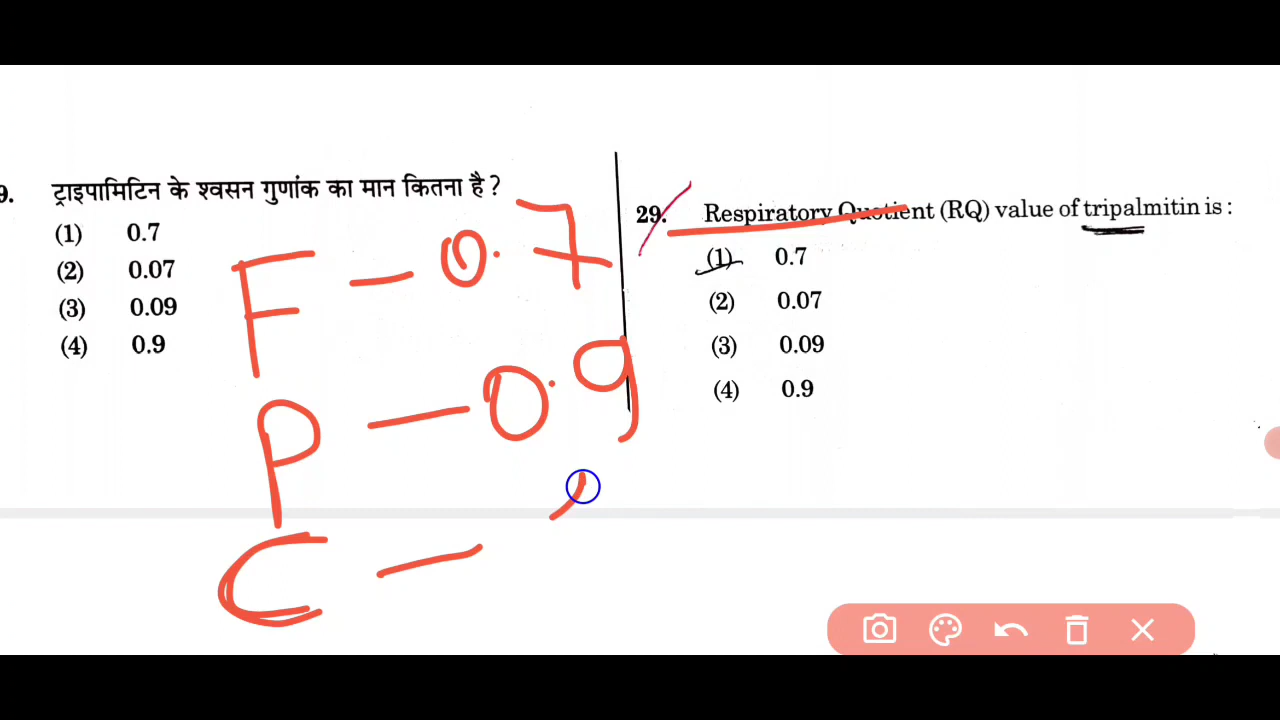 9. ट्राइपामिटिन के श्वसन गुणांक का मान कितना है ?
(1) 0.7
(2) 0.07
(3) 0.09
(4) 0.9
29. Respiratory Quotient (RQ) value of tripalmitin is :
(1) 0.7
(2) 0.07
(3) 0.09
(4) 0.9
F — 0.7
P — 0.9
C —